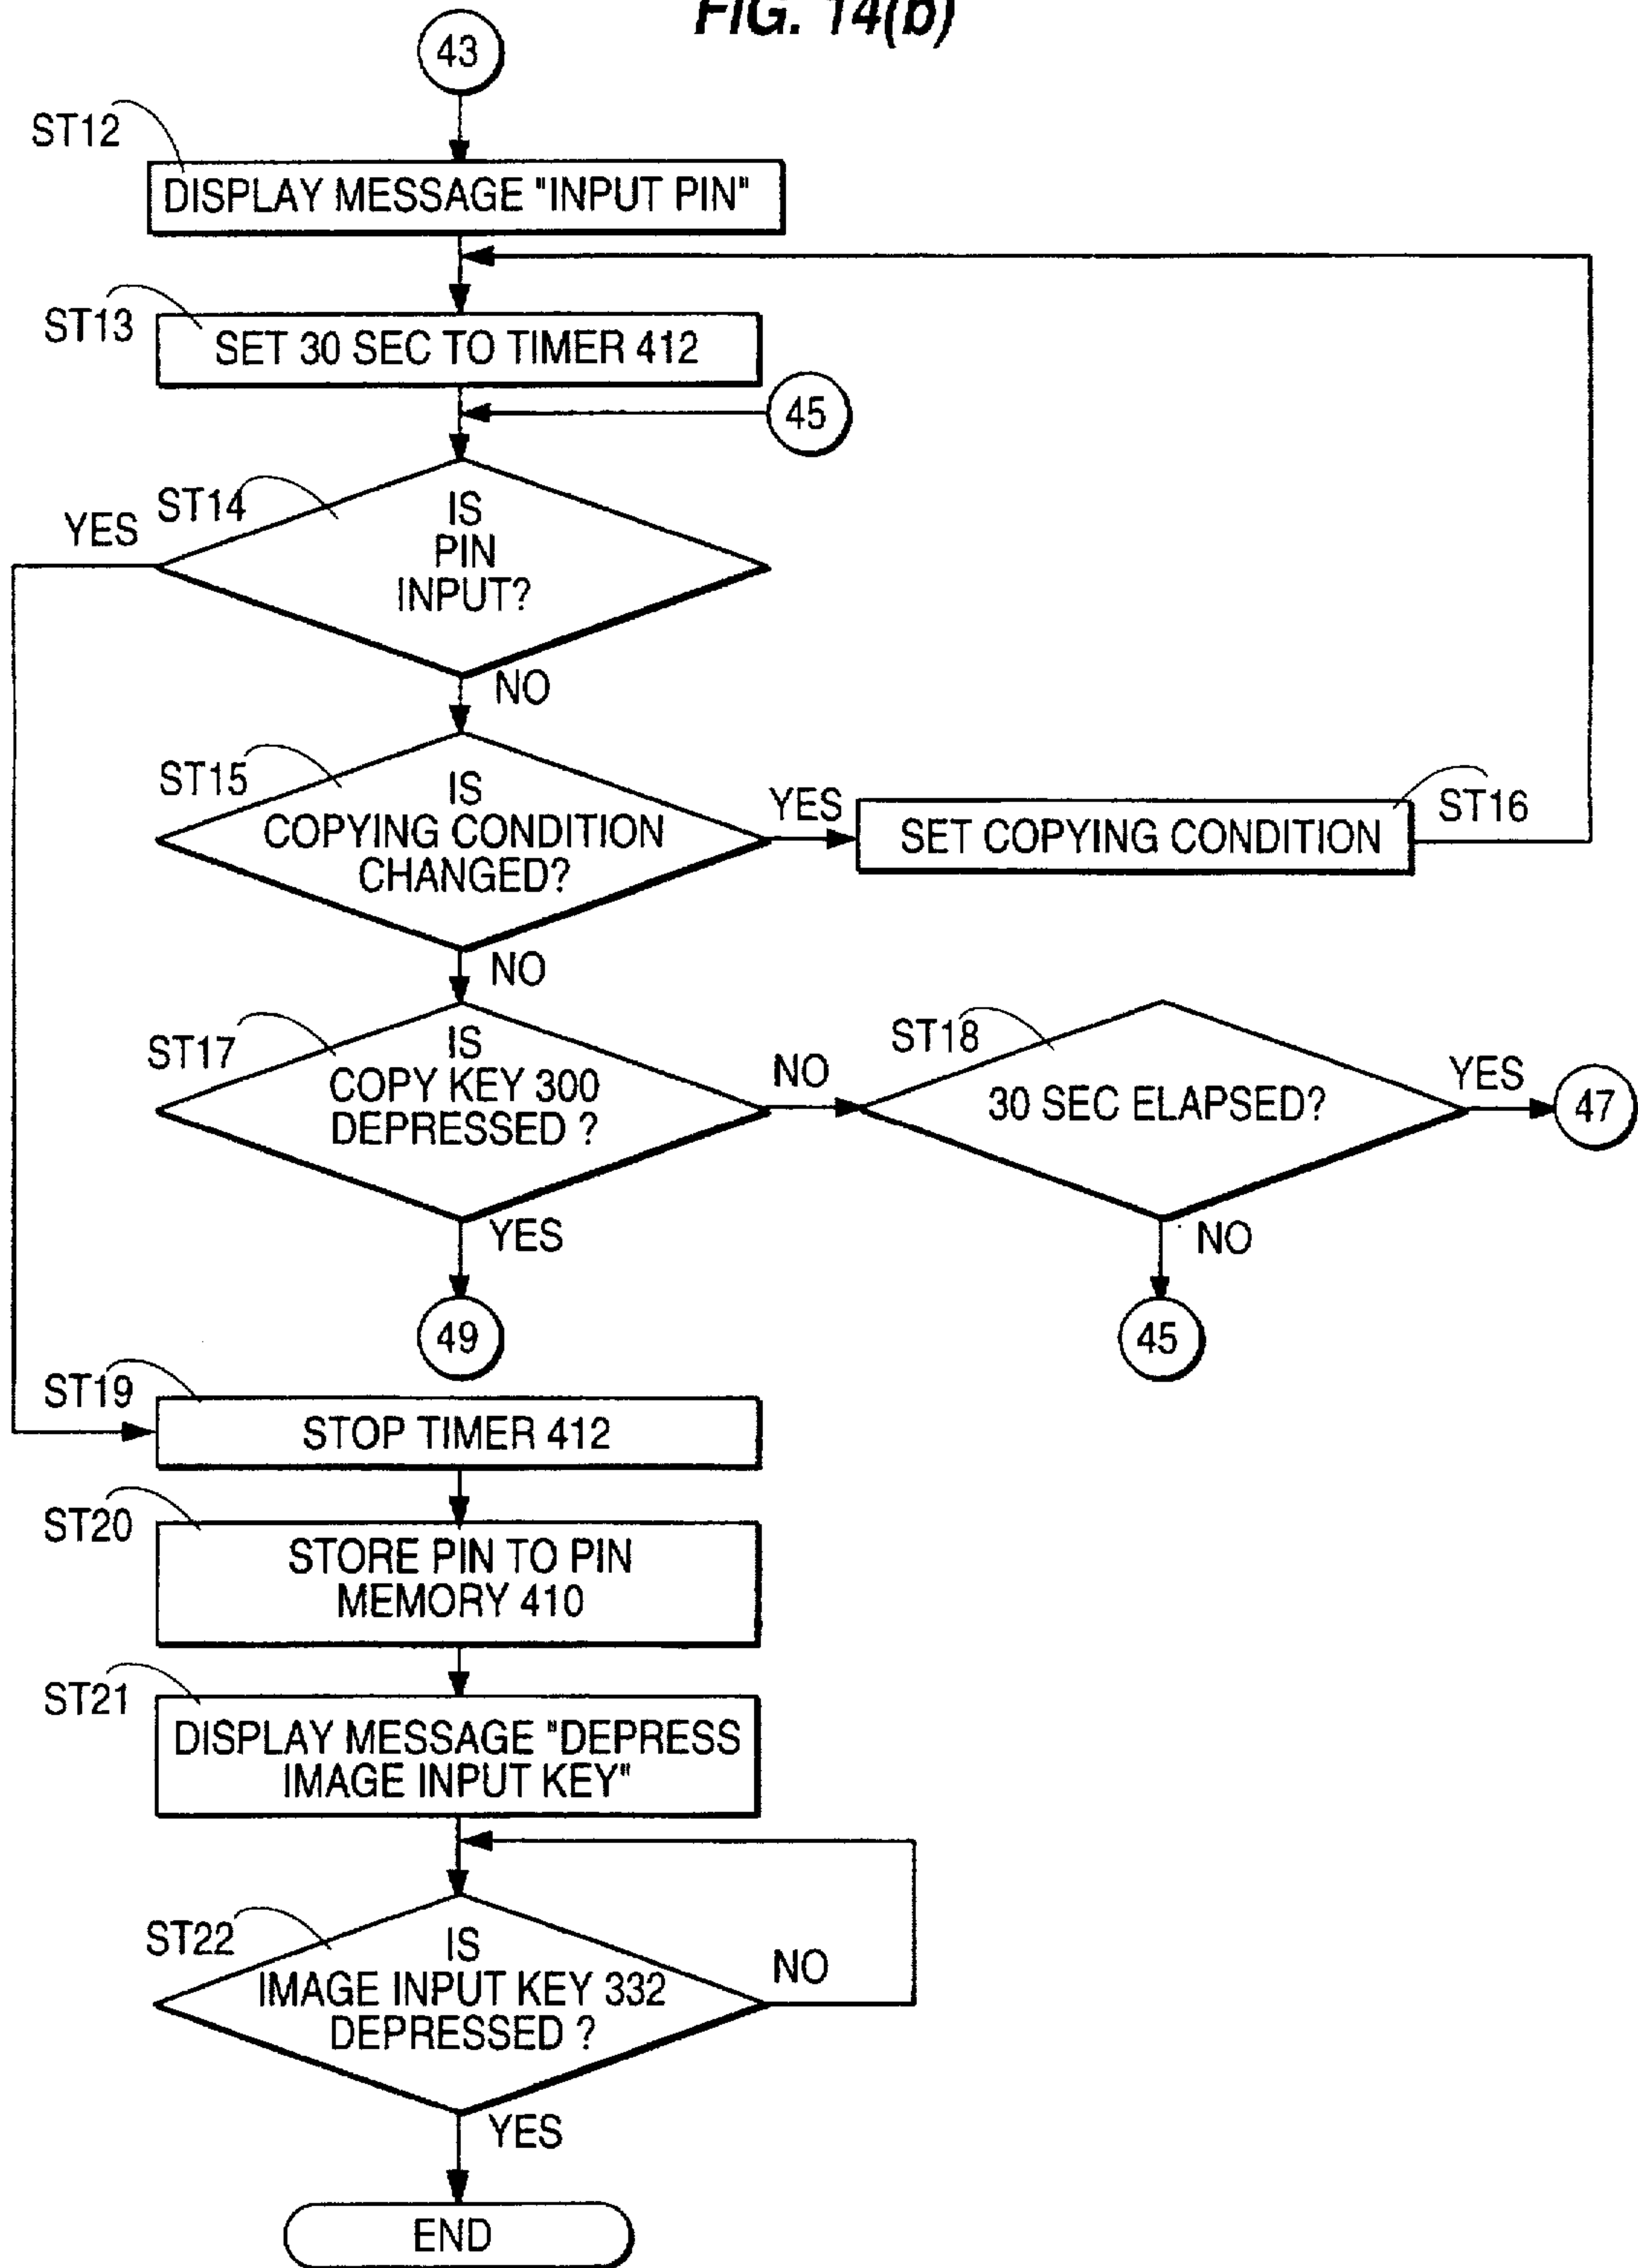 FIG. 14(b)
43
ST12
DISPLAY MESSAGE "INPUT PIN"
ST13
SET 30 SEC TO TIMER 412
45
ST14
YES
IS
PIN
INPUT?
NO
ST15
IS
COPYING CONDITION
CHANGED?
YES
SET COPYING CONDITION
ST16
NO
ST17
IS
COPY KEY 300
DEPRESSED ?
NO
ST18
30 SEC ELAPSED?
YES
47
YES
NO
49
45
ST19
STOP TIMER 412
ST20
STORE PIN TO PIN
MEMORY 410
ST21
DISPLAY MESSAGE "DEPRESS
IMAGE INPUT KEY"
ST22
IS
IMAGE INPUT KEY 332
DEPRESSED ?
NO
YES
END